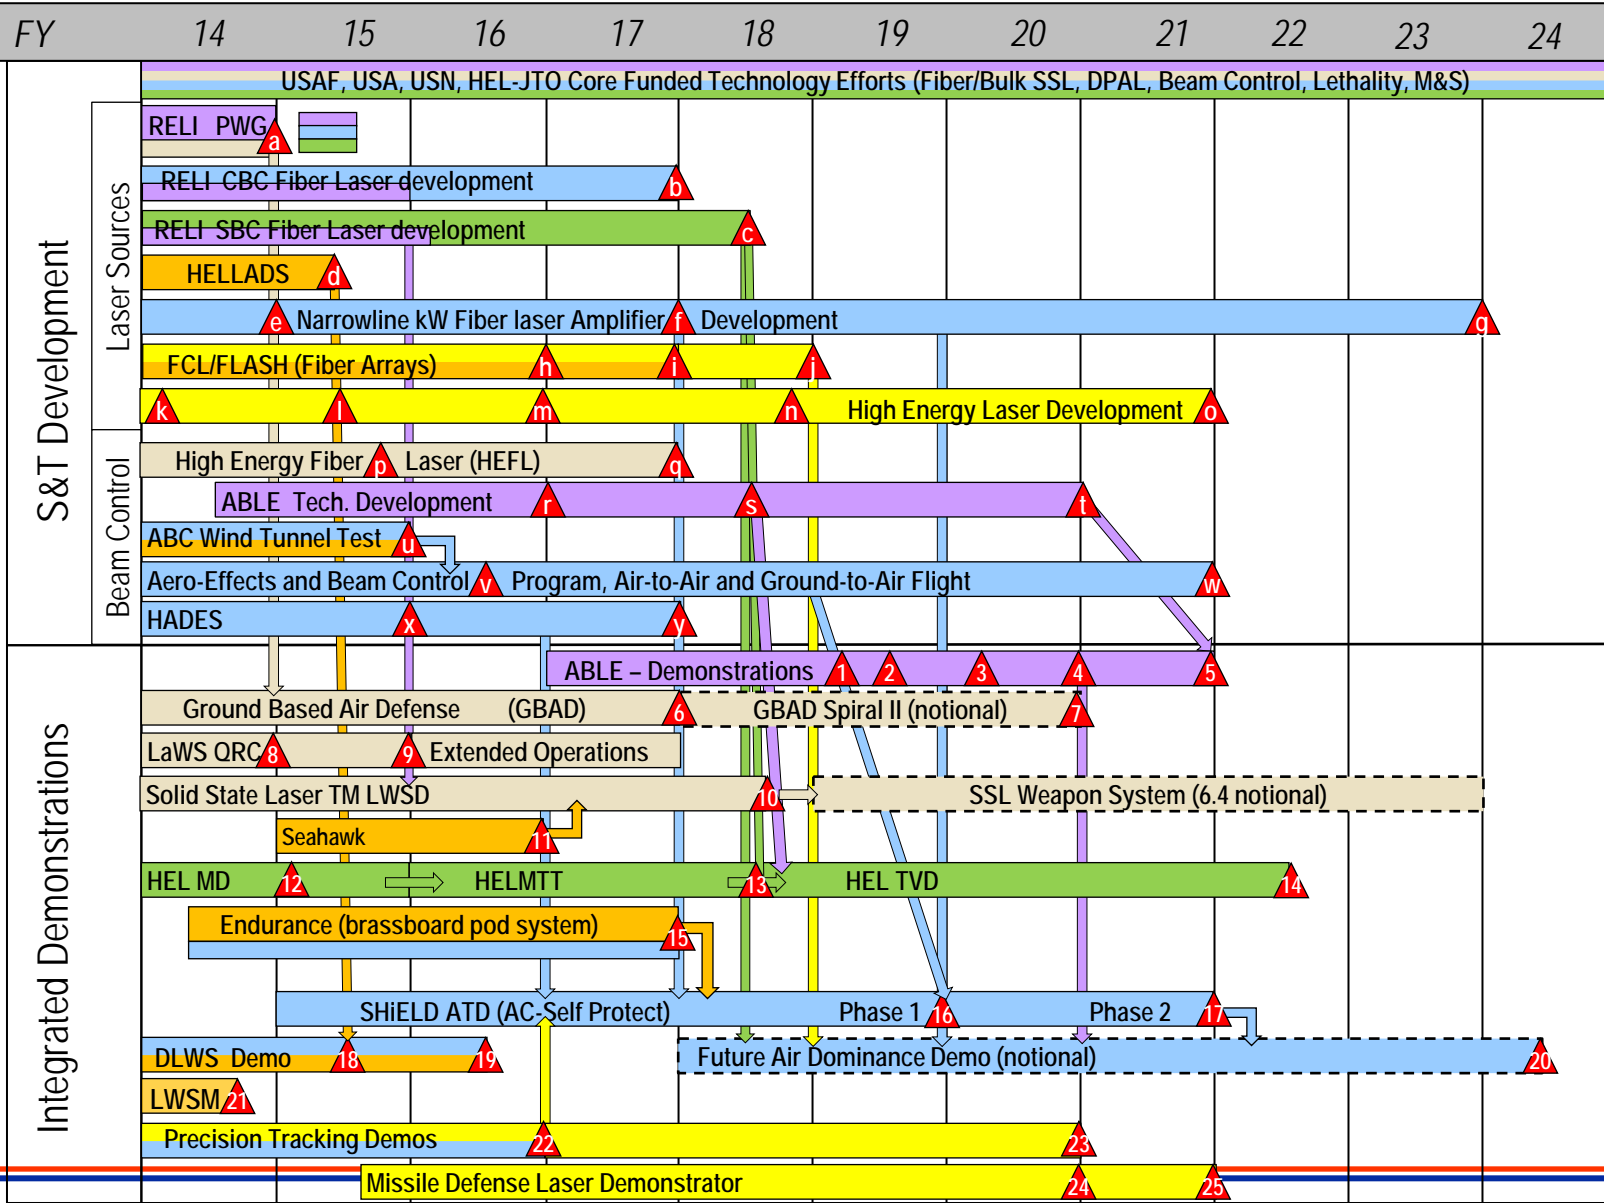 FY 14 15 16 17 18 19 20 21 22 23 24
USAF, USA, USN, HEL-JTO Core Funded Technology Efforts (Fiber/Bulk SSL, DPAL, Beam Control, Lethality, M&S)
S&T Development
Laser Sources
RELI PWG a
RELI CBC Fiber Laser development b
RELI SBC Fiber Laser development c
HELLADS d
e Narrowline kW Fiber laser Amplifier f Development g
FCL/FLASH (Fiber Arrays) h i j
k l m n High Energy Laser Development o
Beam Control
High Energy Fiber p Laser (HEFL) q
ABLE Tech. Development r s t
ABC Wind Tunnel Test u
Aero-Effects and Beam Control v Program, Air-to-Air and Ground-to-Air Flight w
HADES x y
Integrated Demonstrations
ABLE – Demonstrations 1 2 3 4 5
Ground Based Air Defense (GBAD) 6 GBAD Spiral II (notional) 7
LaWS QRC 8 9 Extended Operations
Solid State Laser TM LWSD 10 SSL Weapon System (6.4 notional)
Seahawk 11
HEL MD 12 HELMTT 13 HEL TVD 14
Endurance (brassboard pod system) 15
SHiELD ATD (AC-Self Protect) Phase 1 16 Phase 2 17
DLWS Demo 18 19 Future Air Dominance Demo (notional) 20
LWSM 21
Precision Tracking Demos 22 23
Missile Defense Laser Demonstrator 24 25